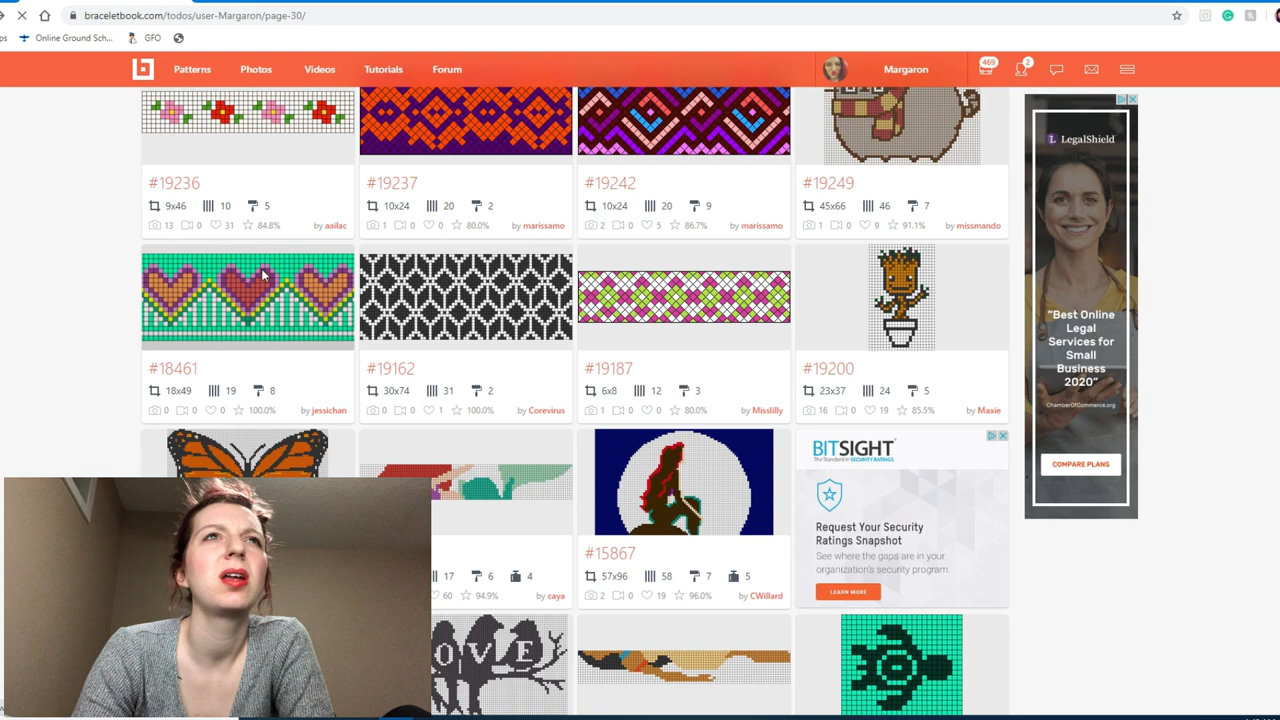 braceletbook.com/todos/user-Margaron/page-30/
Online Ground Sch...
GFO
Patterns
Photos
Videos
Tutorials
Forum
Margaron
469
2
#19236
9x46 10 5
13 0 31 84.8% by aailac
#19237
10x24 20 2
1 0 0 80.0% by marissamo
#19242
10x24 20 9
2 0 5 86.7% by marissamo
#19249
45x66 46 7
1 0 9 91.1% by missmando
#18461
18x49 19 8
0 0 0 100.0% by jessichan
#19162
30x74 31 2
0 0 1 100.0% by Corevirus
#19187
6x8 12 3
1 0 0 80.0% by Misslilly
#19200
23x37 24 5
16 0 19 85.5% by Maxie
17 6 4
60 94.9% by caya
#15867
57x96 58 7 5
2 0 19 96.0% by CWillard
BITSIGHT
The Standard in SECURITY RATINGS
Request Your Security
Ratings Snapshot
See where the gaps are in your
organization's security program.
LEARN MORE
OVE
LegalShield
"Best Online
Legal
Services for
Small
Business
2020"
ChamberOfCommerce.org
COMPARE PLANS